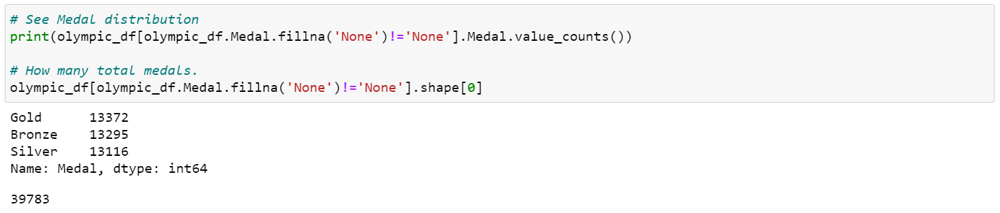 # See Medal distribution
print(olympic_df[olympic_df.Medal.fillna('None')!='None'].Medal.value_counts())
# How many total medals.
olympic_df[olympic_df.Medal.fillna('None')!='None'].shape[0]
Gold      13372
Bronze    13295
Silver    13116
Name: Medal, dtype: int64
39783